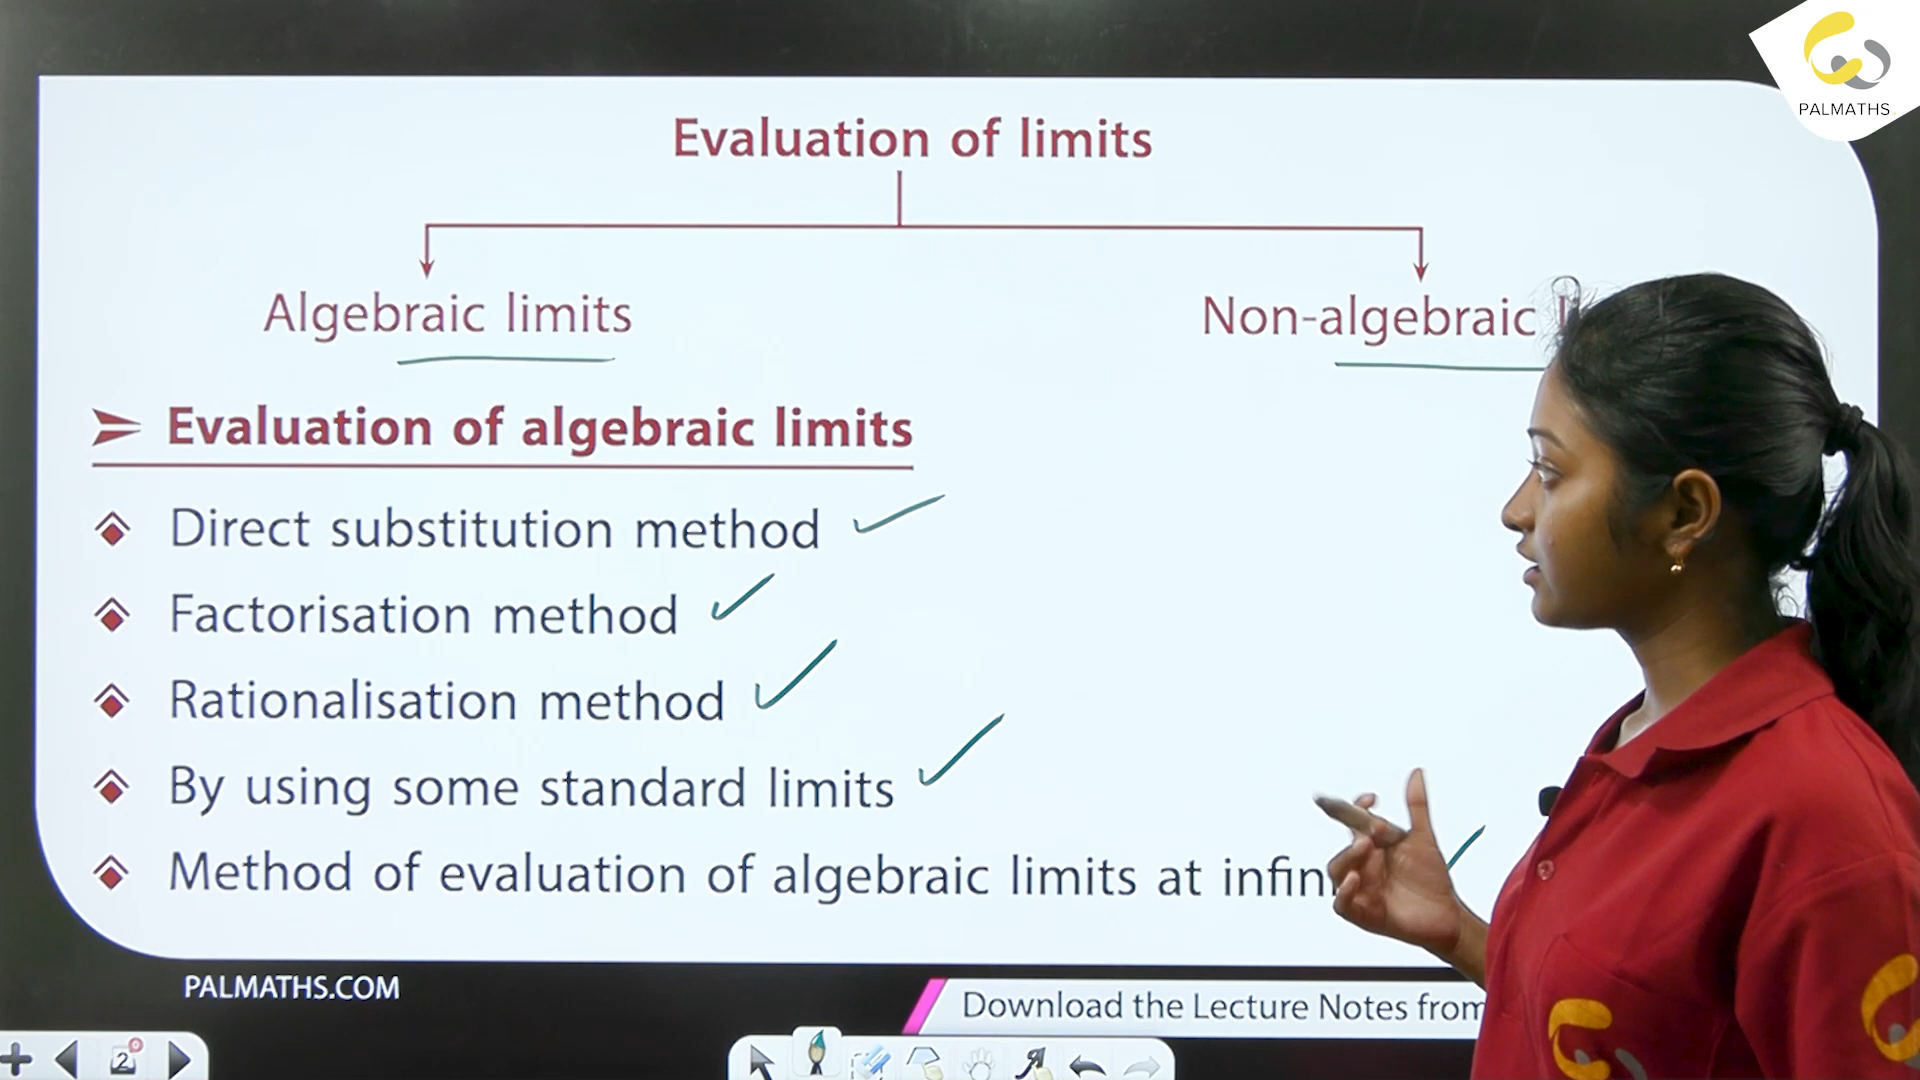 PALMATHS
Evaluation of limits
Algebraic limits
Non-algebraic
Evaluation of algebraic limits
Direct substitution method
Factorisation method
Rationalisation method
By using some standard limits
Method of evaluation of algebraic limits at
PALMATHS.COM
Download the Lecture Notes from
2